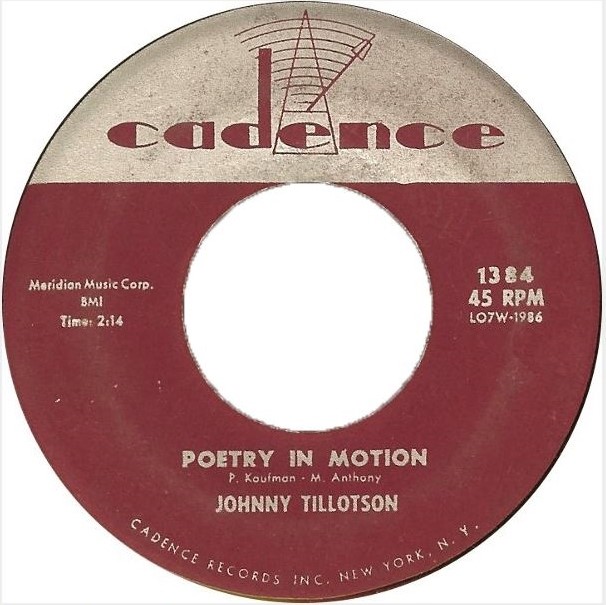 cadence
Meridian Music Corp.
BMI
Time: 2:14
1384
45 RPM
LO7W-1986
POETRY IN MOTION
P. Kaufman - M. Anthony
JOHNNY TILLOTSON
CADENCE RECORDS INC. NEW YORK, N. Y.